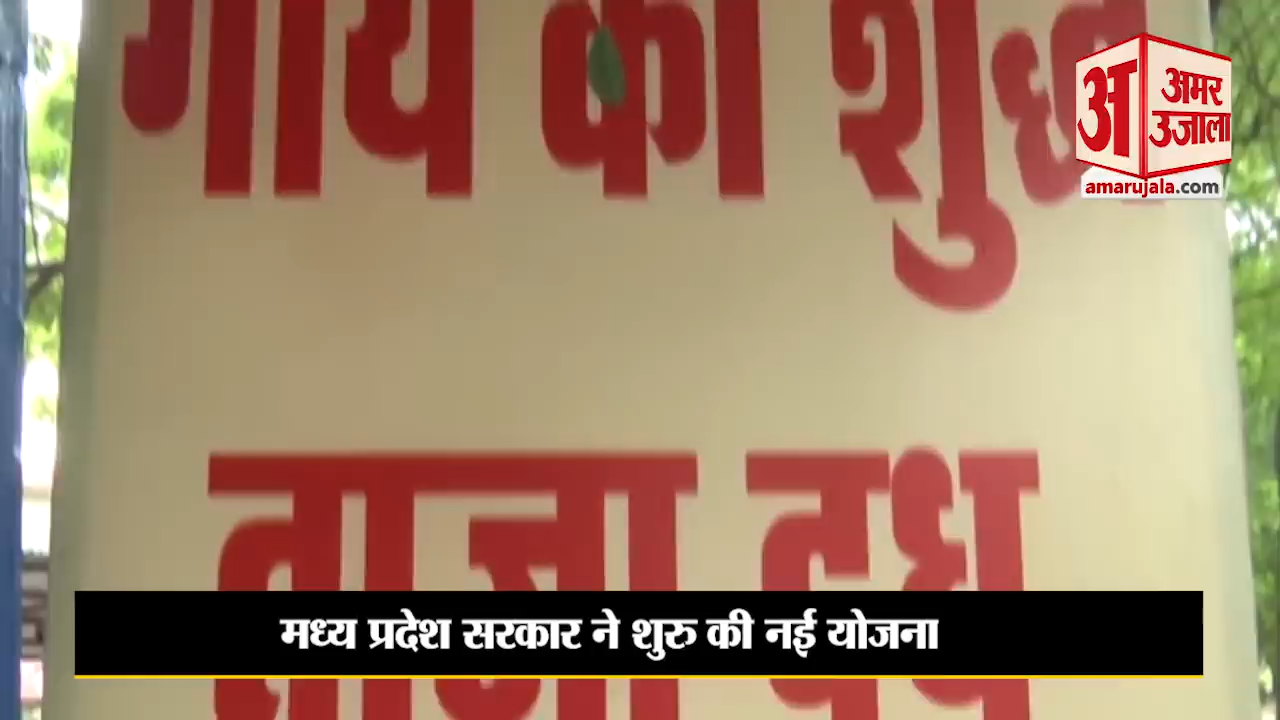 गाय का शुद्ध
ताजा दूध
अ
अमर
उजाला
amarujala.com
मध्य प्रदेश सरकार ने शुरु की नई योजना